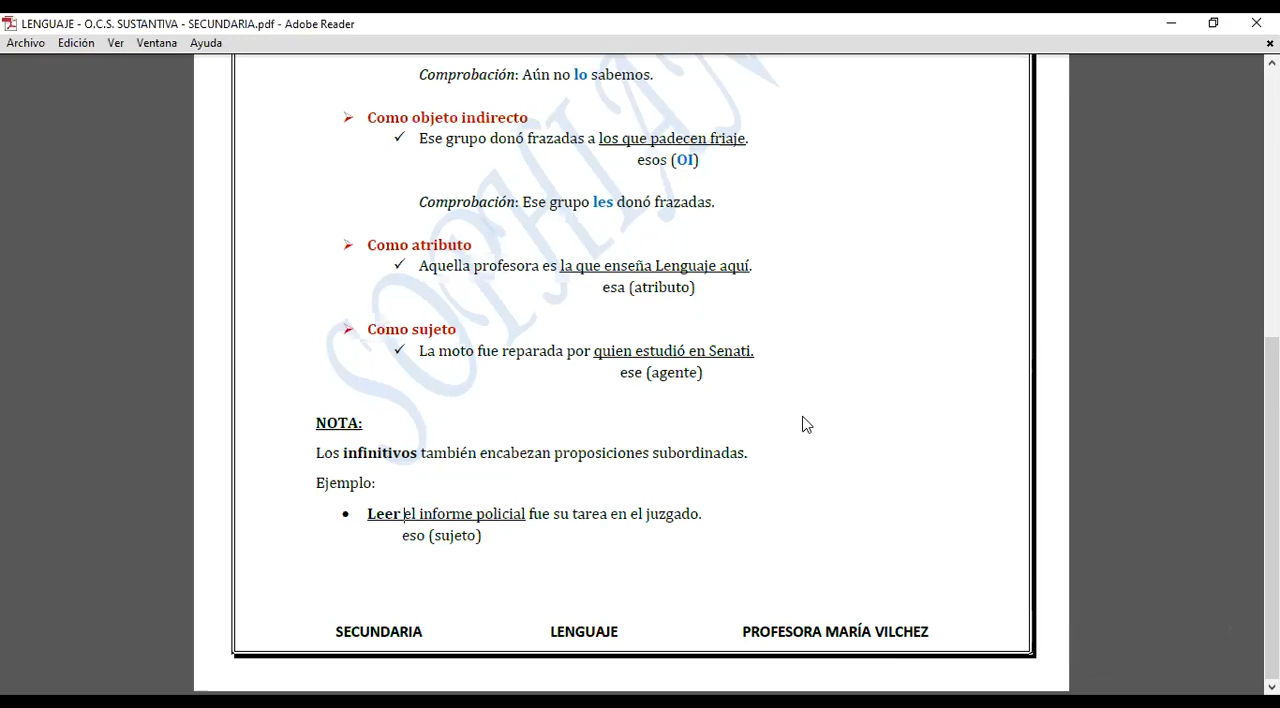 LENGUAJE - O.C.S. SUSTANTIVA - SECUNDARIA.pdf - Adobe Reader
Archivo Edición Ver Ventana Ayuda
Comprobación: Aún no lo sabemos.
Como objeto indirecto
Ese grupo donó frazadas a los que padecen friaje.
esos (OI)
Comprobación: Ese grupo les donó frazadas.
Como atributo
Aquella profesora es la que enseña Lenguaje aquí.
esa (atributo)
Como sujeto
La moto fue reparada por quien estudió en Senati.
ese (agente)
NOTA:
Los infinitivos también encabezan proposiciones subordinadas.
Ejemplo:
Leer el informe policial fue su tarea en el juzgado.
eso (sujeto)
SECUNDARIA LENGUAJE PROFESORA MARÍA VILCHEZ
SOPHIAN